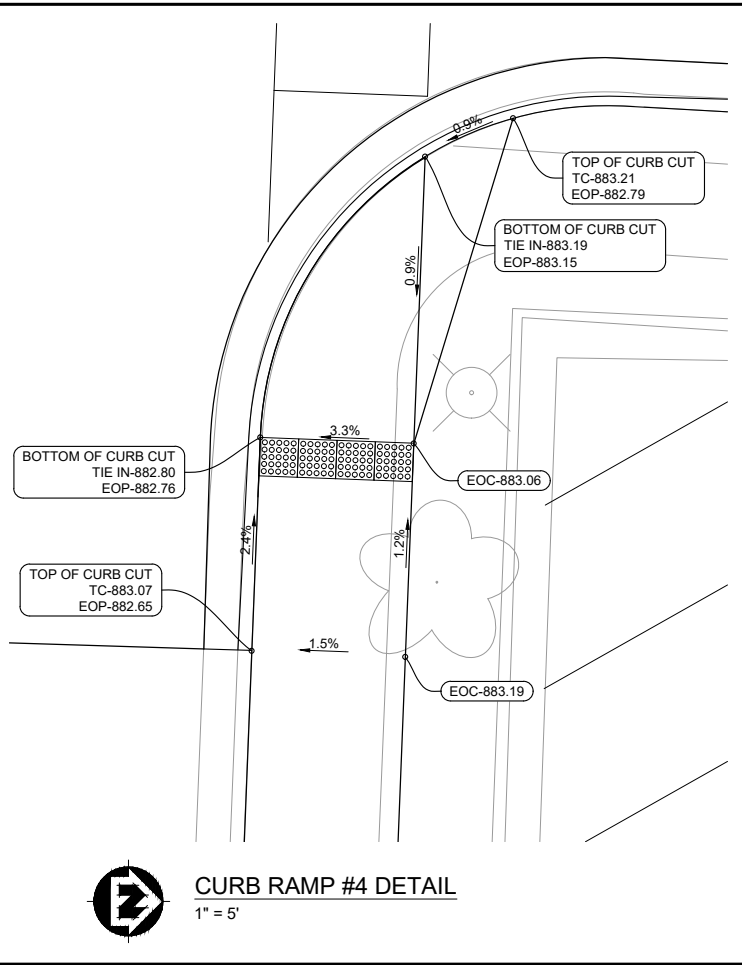 0.9%
TOP OF CURB CUT
TC-883.21
EOP-882.79
BOTTOM OF CURB CUT
TIE IN-883.19
EOP-883.15
0.9%
3.3%
BOTTOM OF CURB CUT
TIE IN-882.80
EOP-882.76
EOC-883.06
2.4%
1.2%
TOP OF CURB CUT
TC-883.07
EOP-882.65
1.5%
EOC-883.19
N
CURB RAMP #4 DETAIL
1" = 5'